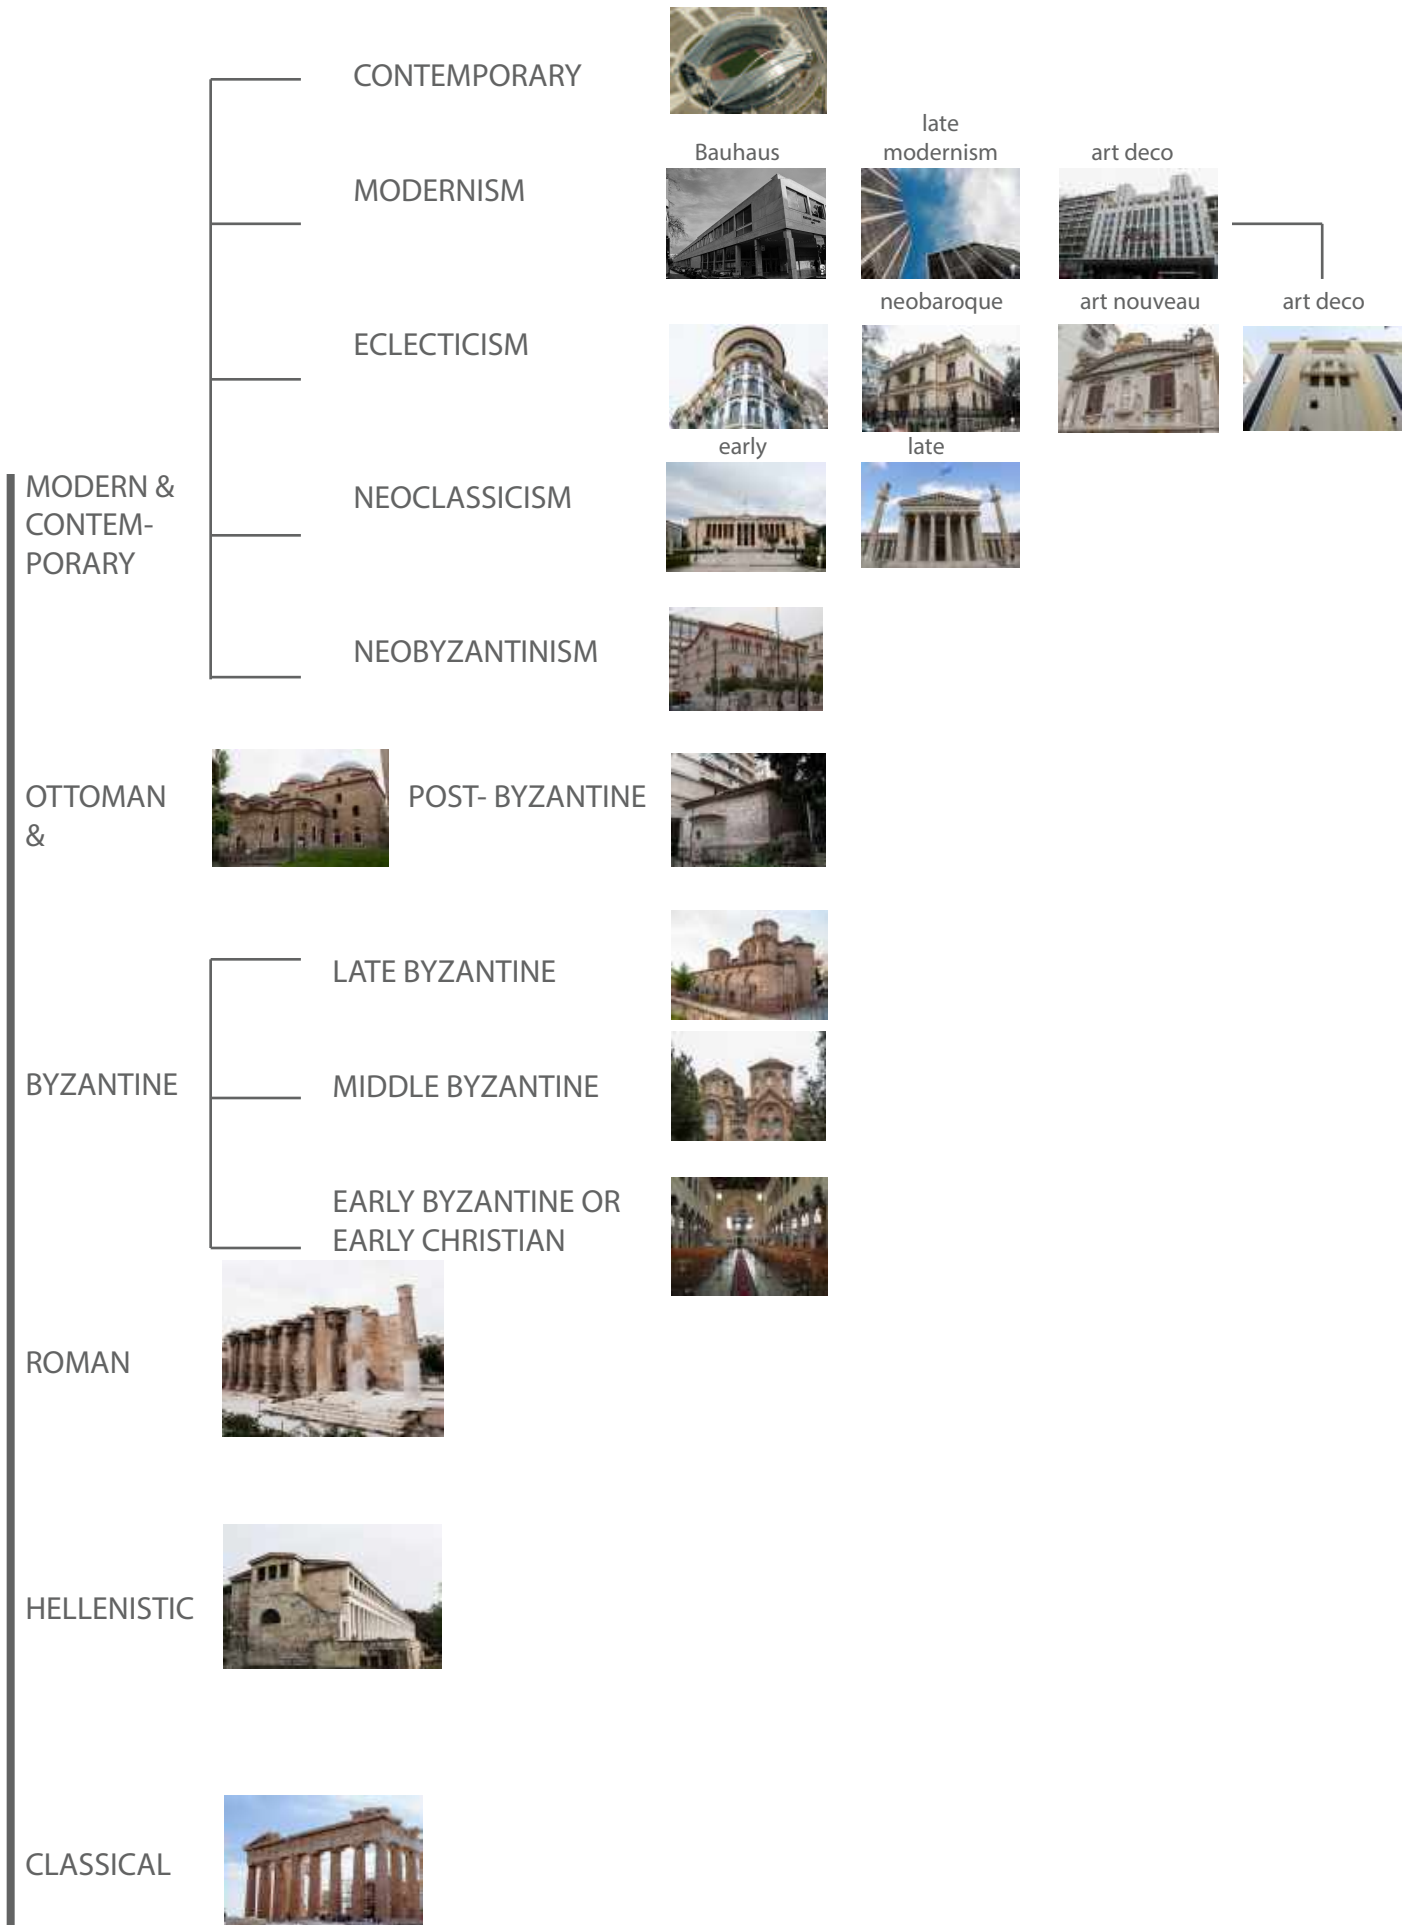 CONTEMPORARY
late
Bauhaus
modernism
art deco
MODERNISM
neobaroque
art nouveau
art deco
ECLECTICISM
early
late
MODERN &
CONTEM-
PORARY
NEOCLASSICISM
NEOBYZANTINISM
OTTOMAN
&
POST- BYZANTINE
LATE BYZANTINE
BYZANTINE
MIDDLE BYZANTINE
EARLY BYZANTINE OR
EARLY CHRISTIAN
ROMAN
HELLENISTIC
CLASSICAL